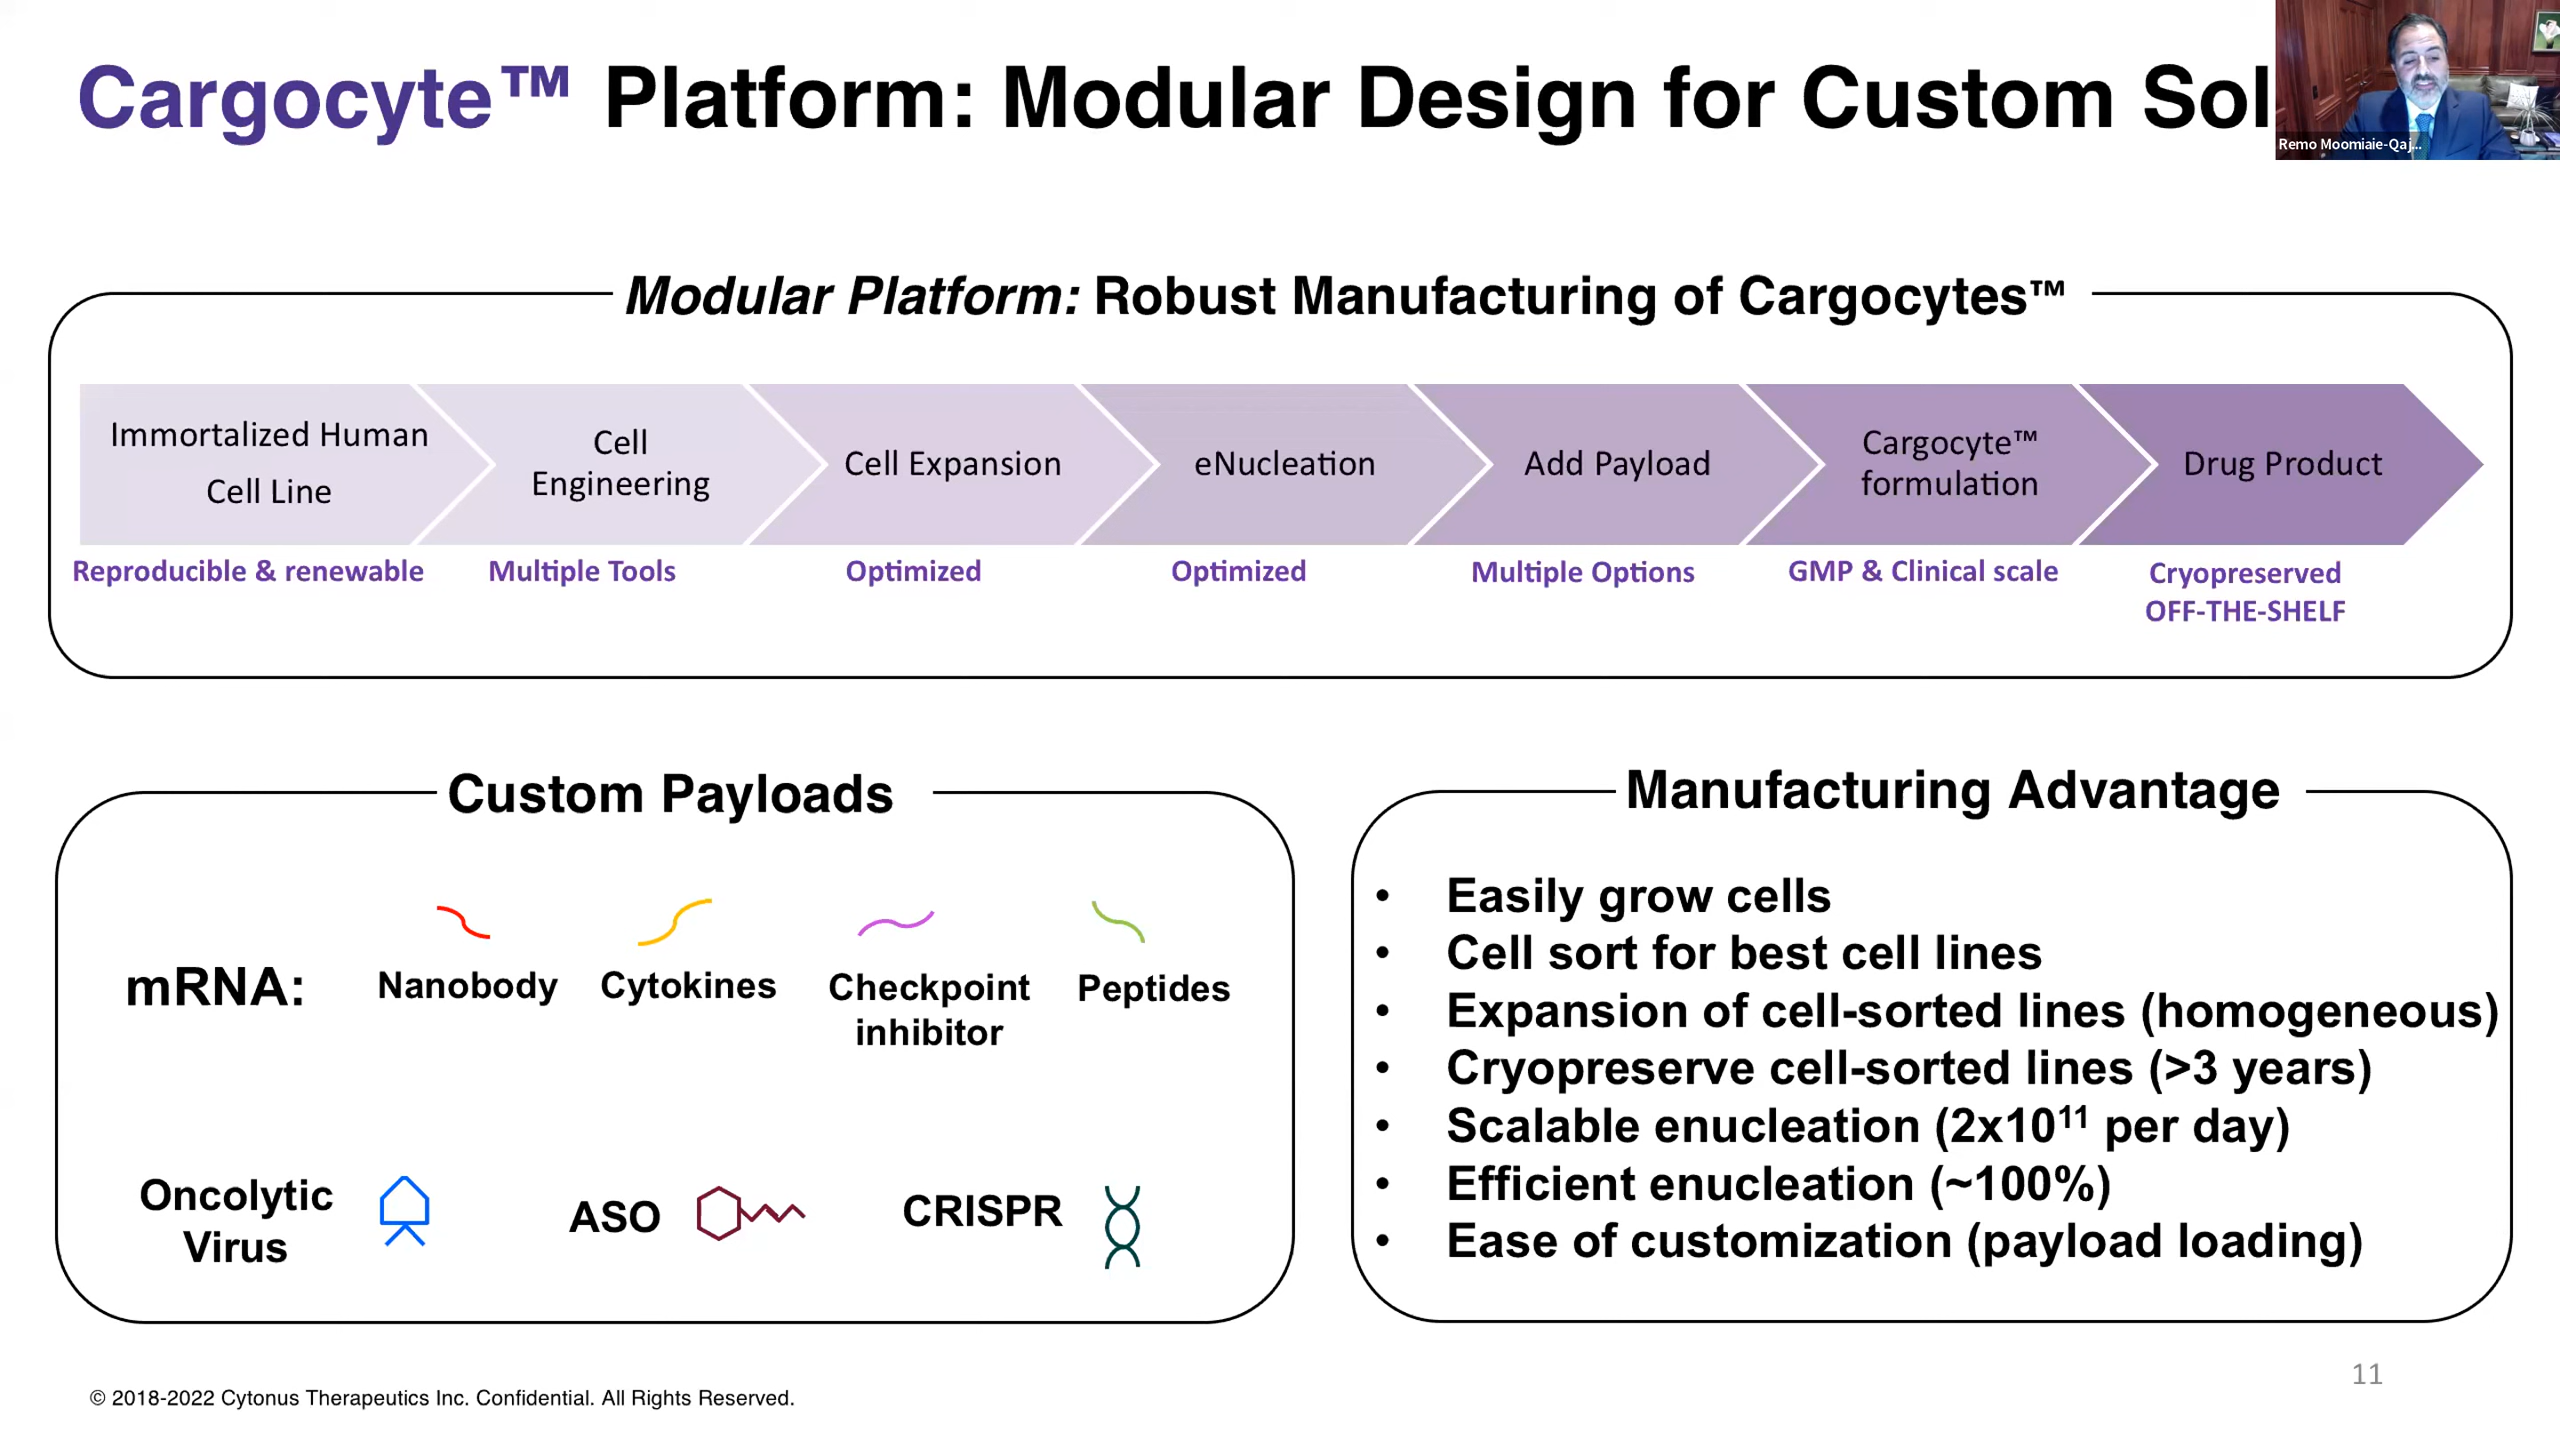 Cargocyte™ Platform: Modular Design for Custom Sol
Remo Moomiaie-Qaj...
Modular Platform: Robust Manufacturing of Cargocytes™
Immortalized Human
Cell Line
Cell
Engineering
Cell Expansion
eNucleation
Add Payload
Cargocyte™
formulation
Drug Product
Reproducible & renewable
Multiple Tools
Optimized
Optimized
Multiple Options
GMP & Clinical scale
Cryopreserved
OFF-THE-SHELF
Custom Payloads
mRNA:
Nanobody
Cytokines
Checkpoint
inhibitor
Peptides
Oncolytic
Virus
ASO
CRISPR
Manufacturing Advantage
• Easily grow cells
• Cell sort for best cell lines
• Expansion of cell-sorted lines (homogeneous)
• Cryopreserve cell-sorted lines (>3 years)
• Scalable enucleation (2x10¹¹ per day)
• Efficient enucleation (~100%)
• Ease of customization (payload loading)
© 2018-2022 Cytonus Therapeutics Inc. Confidential. All Rights Reserved.
11